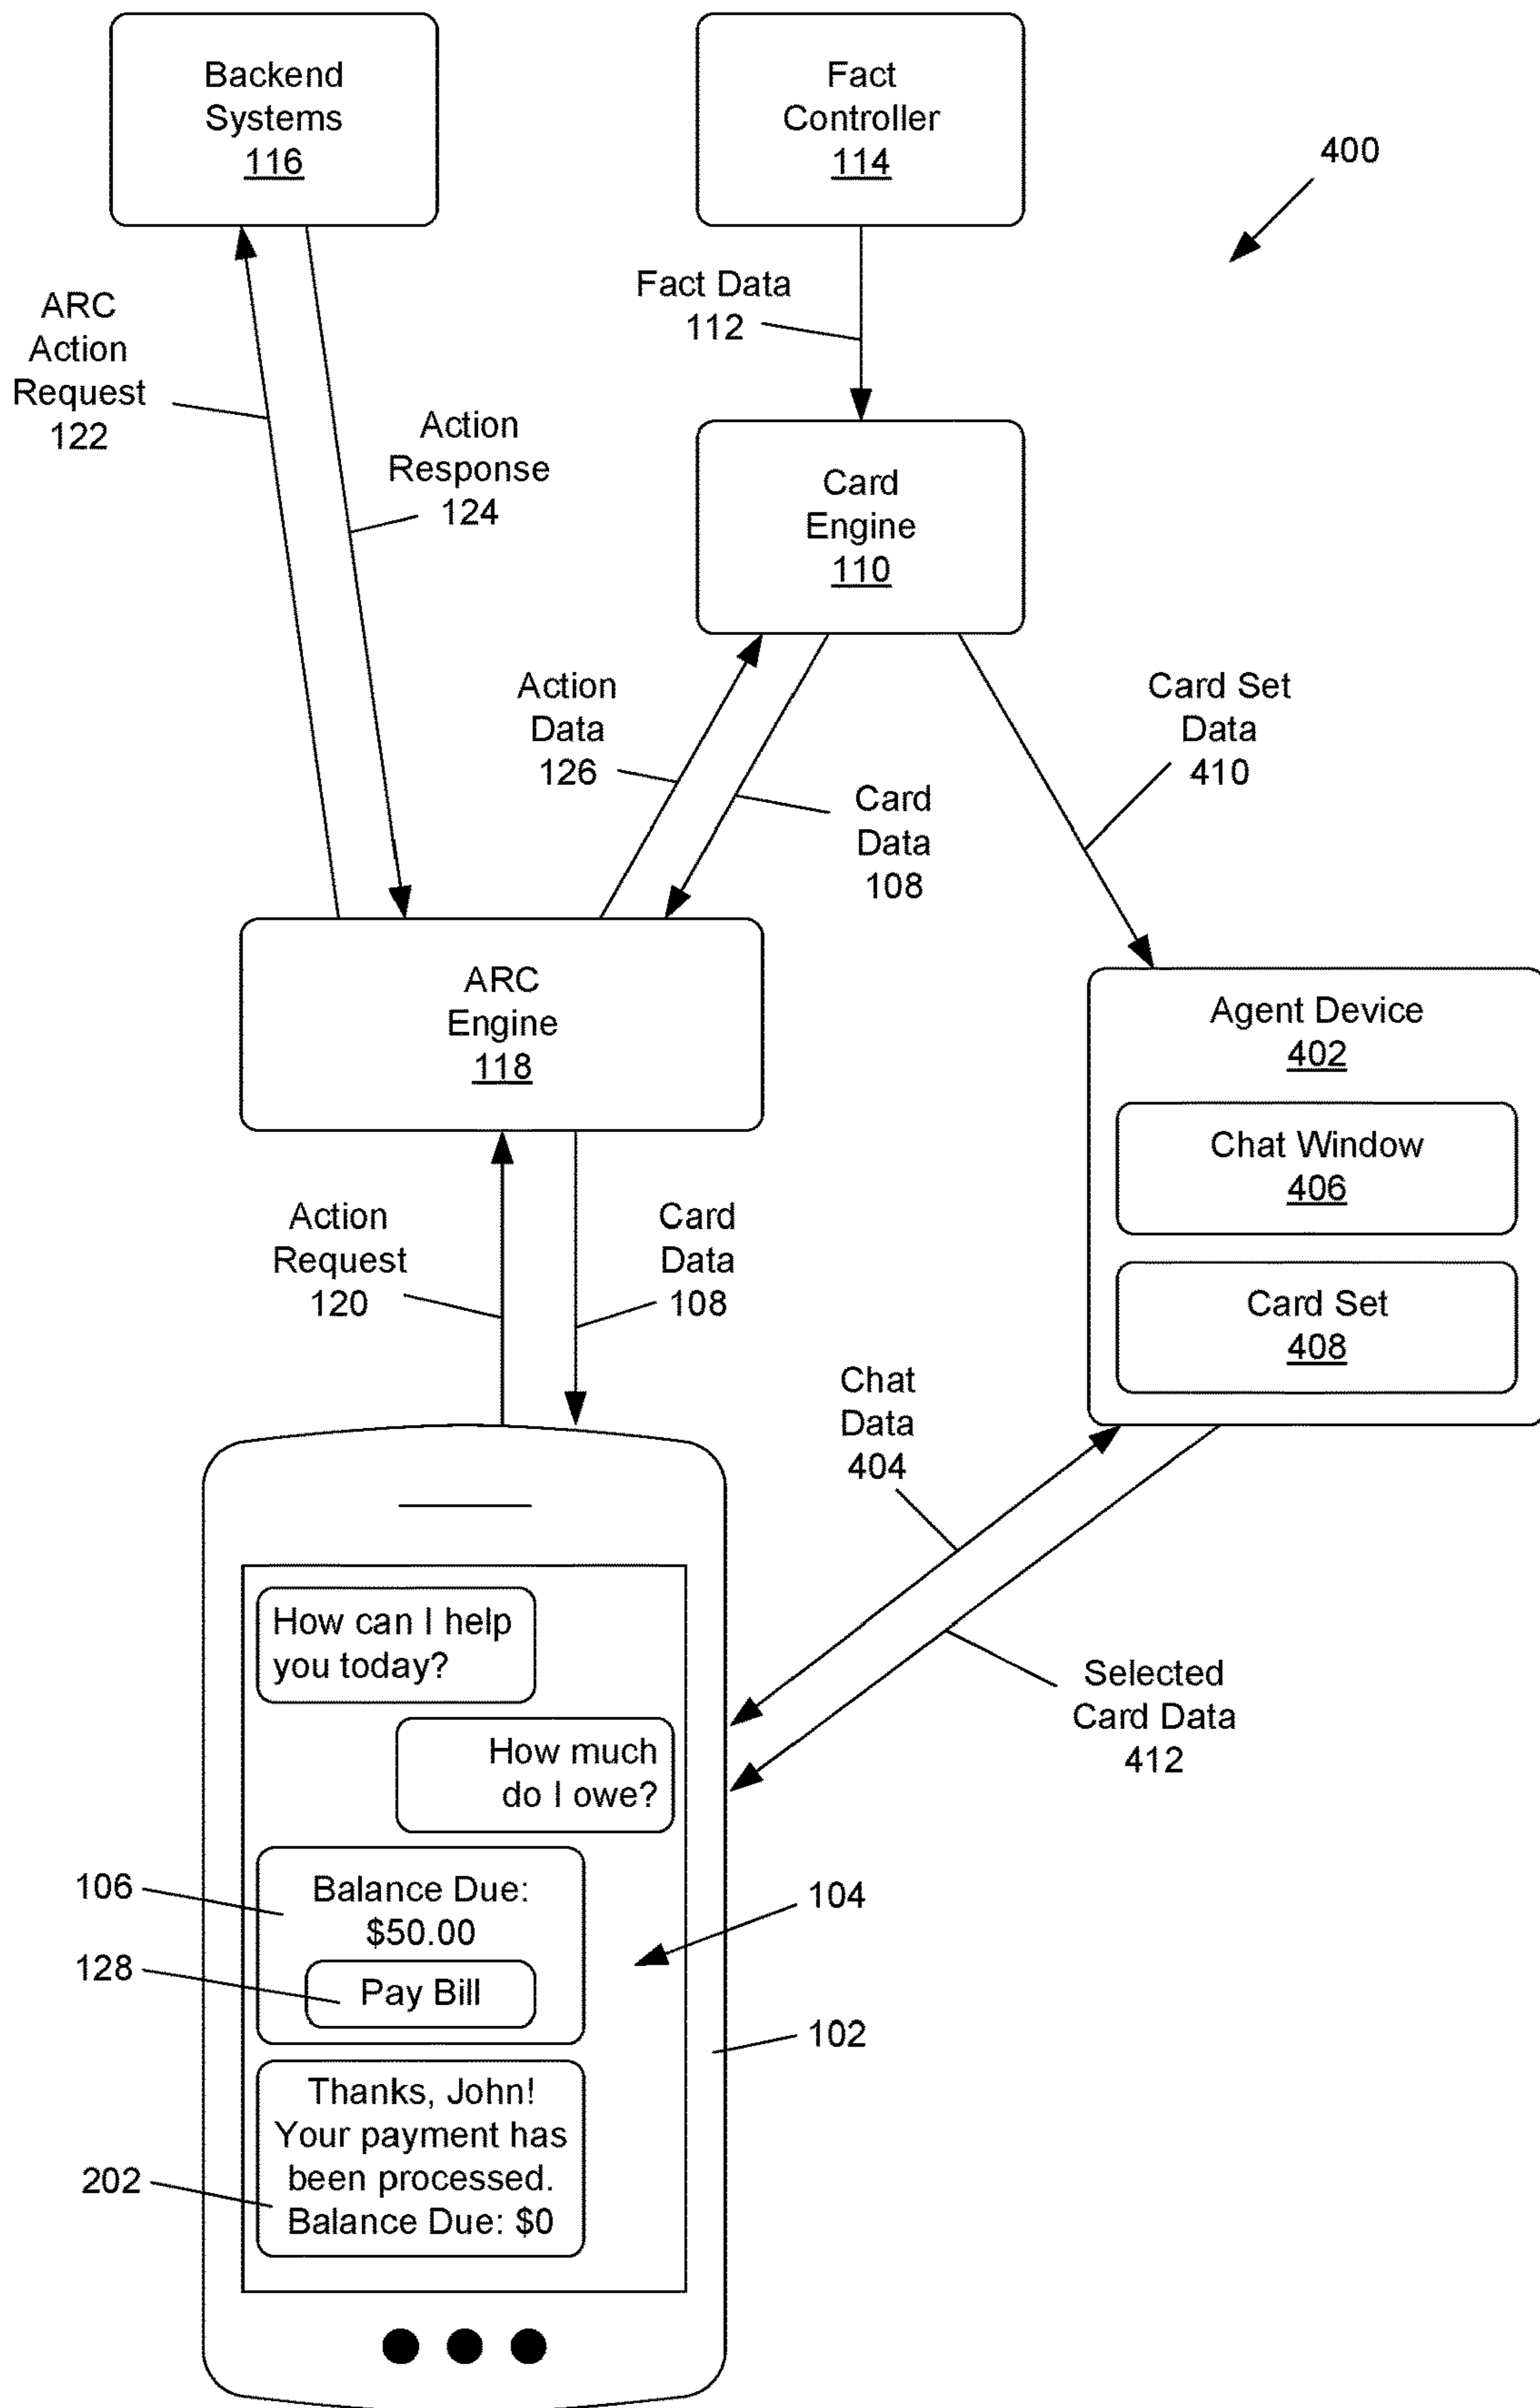 Backend
Systems
116
Fact
Controller
114
400
Fact Data
112
ARC
Action
Request
122
Action
Response
124
Card
Engine
110
Action
Data
126
Card
Data
108
Card Set
Data
410
ARC
Engine
118
Agent Device
402
Chat Window
406
Card Set
408
Action
Request
120
Card
Data
108
Chat
Data
404
Selected
Card Data
412
How can I help
you today?
How much
do I owe?
106
Balance Due:
$50.00
128
Pay Bill
104
102
Thanks, John!
Your payment has
been processed.
Balance Due: $0
202